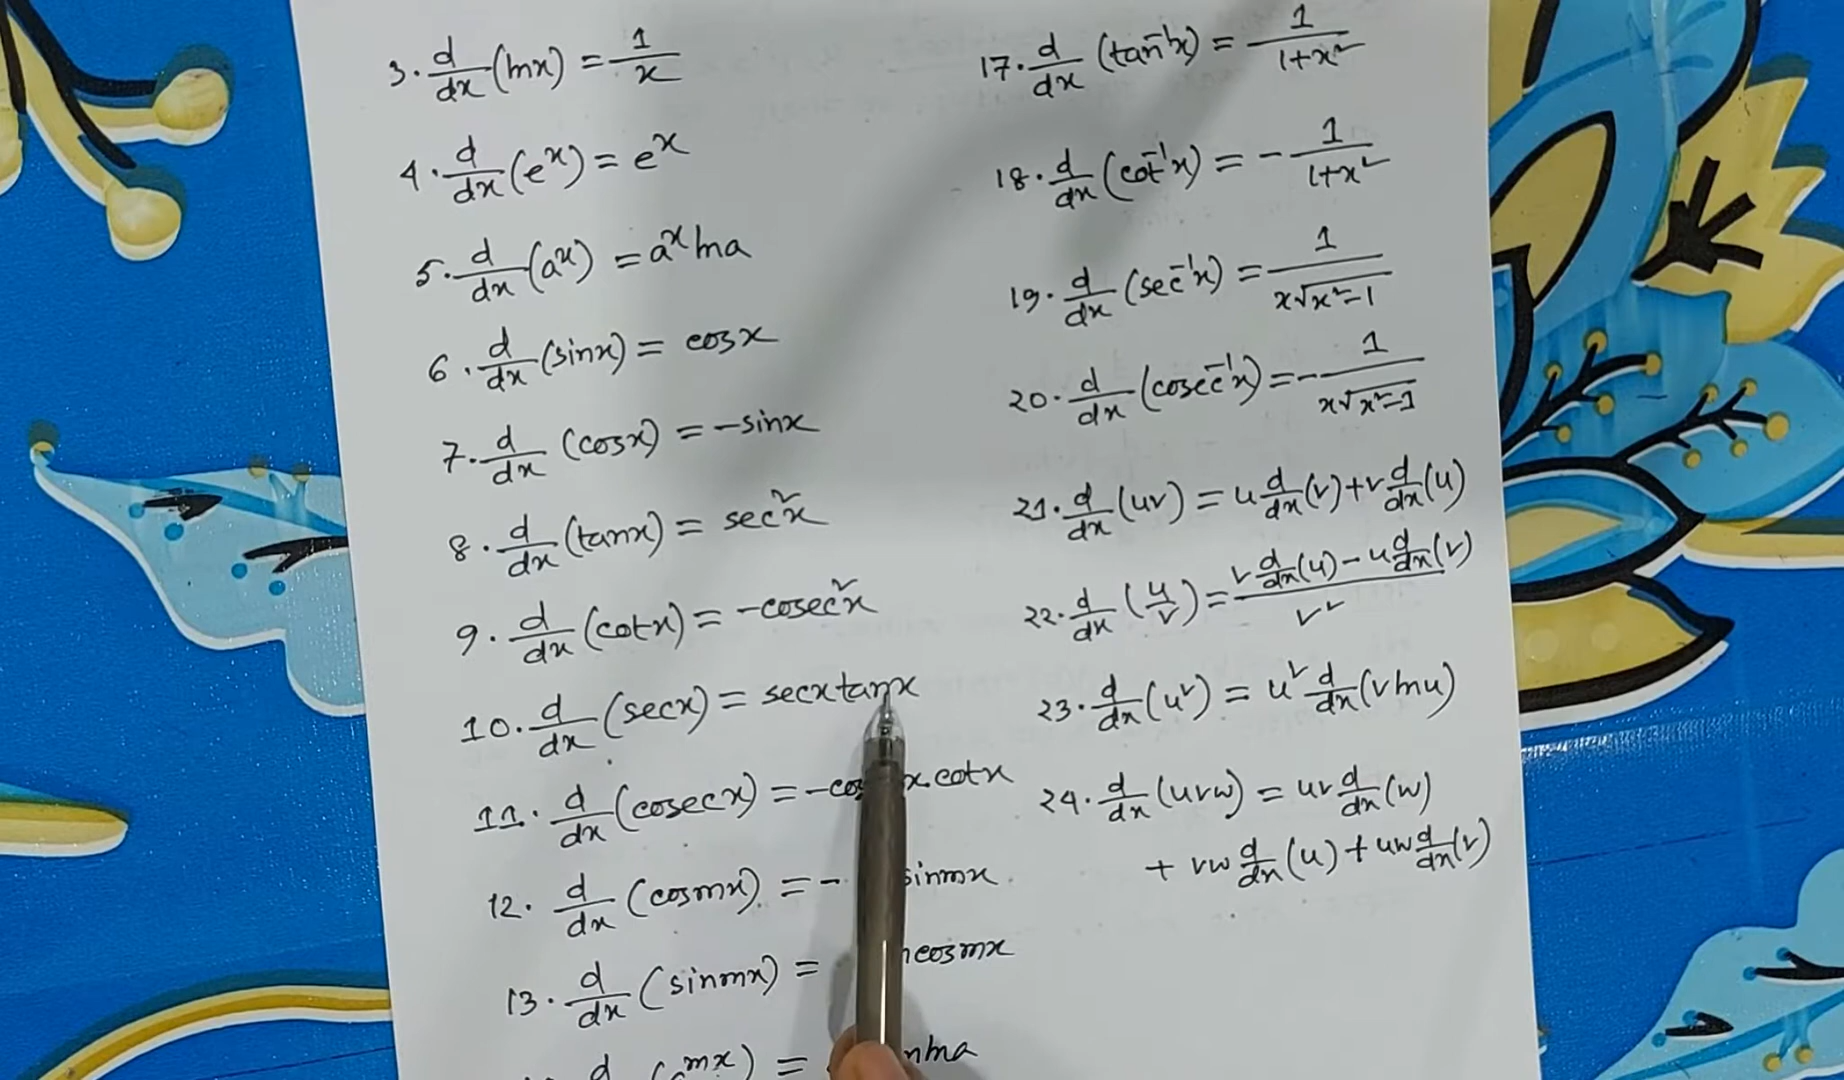 3. d/dx (lnx) = 1/x
4. d/dx (eˣ) = eˣ
5. d/dx (aˣ) = aˣ lna
6. d/dx (sinx) = cosx
7. d/dx (cosx) = -sinx
8. d/dx (tanx) = sec²x
9. d/dx (cotx) = -cosec²x
10. d/dx (secx) = secxtanx
11. d/dx (cosecx) = -cos x.cotx
12. d/dx (cosmx) = - sinmx
13. d/dx (sinmx) = cosmx
mx) = lna
17. d/dx (tan⁻¹x) = 1/(1+x²)
18. d/dx (cot⁻¹x) = - 1/(1+x²)
19. d/dx (sec⁻¹x) = 1/(x√(x²-1))
20. d/dx (cosec⁻¹x) = - 1/(x√(x²-1))
21. d/dx (uv) = u d/dx (v) + v d/dx (u)
22. d/dx (u/v) = (v d/dx (u) - u d/dx (v))/v²
23. d/dx (uᵛ) = uᵛ d/dx (vlnu)
24. d/dx (uvw) = uv d/dx (w)
+ vw d/dx (u) + uw d/dx (v)